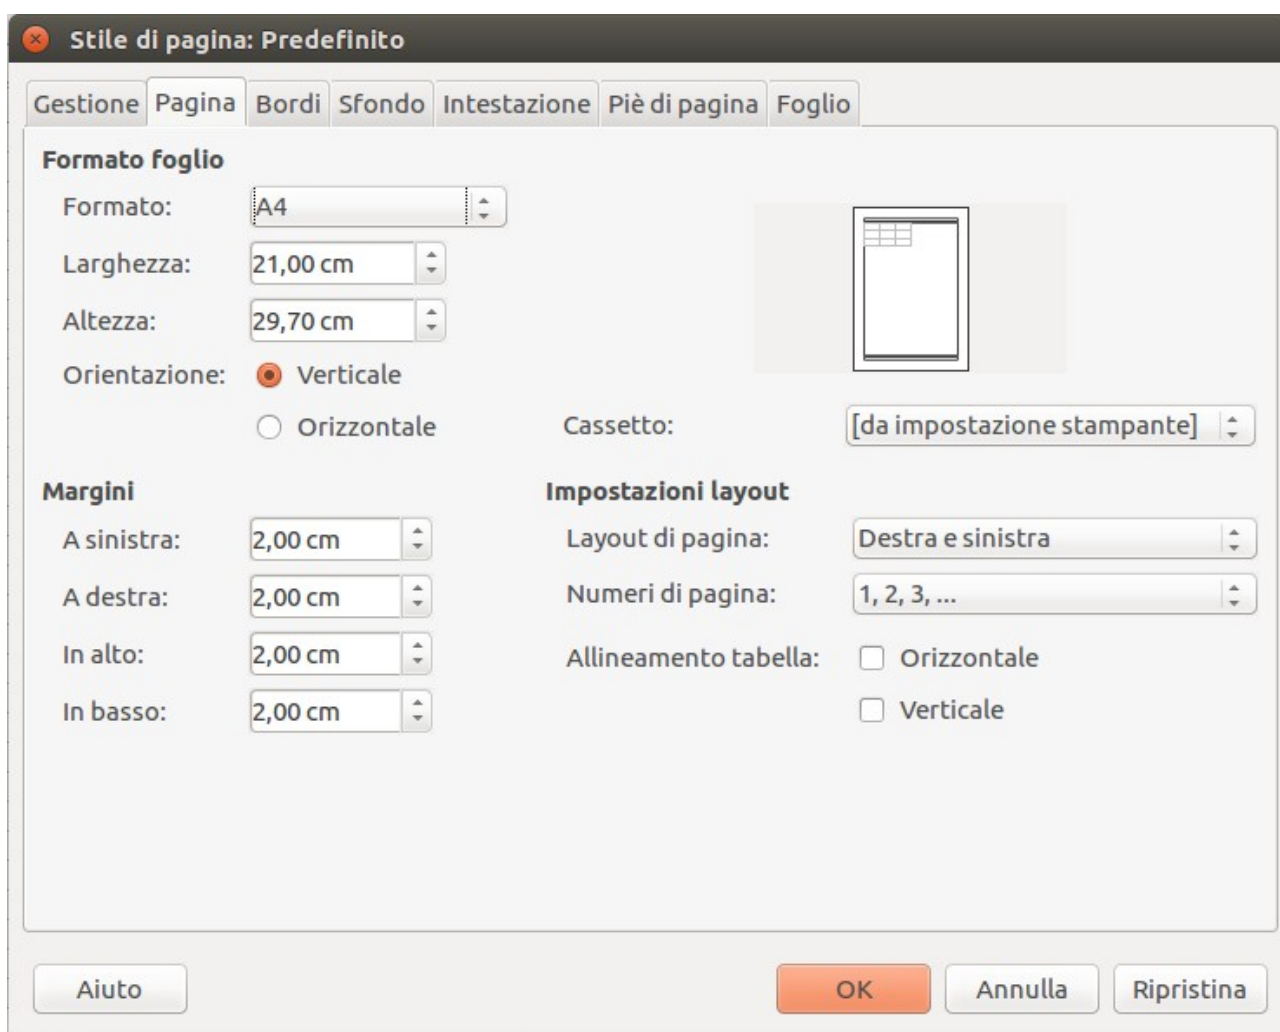 Stile di pagina: Predefinito
Gestione Pagina Bordi Sfondo Intestazione Piè di pagina Foglio
Formato foglio
Formato: A4
Larghezza: 21,00 cm
Altezza: 29,70 cm
Orientazione: Verticale
Orizzontale
Cassetto: [da impostazione stampante]
Margini
A sinistra: 2,00 cm
A destra: 2,00 cm
In alto: 2,00 cm
In basso: 2,00 cm
Impostazioni layout
Layout di pagina: Destra e sinistra
Numeri di pagina: 1, 2, 3, ...
Allineamento tabella: Orizzontale
Verticale
Aiuto OK Annulla Ripristina